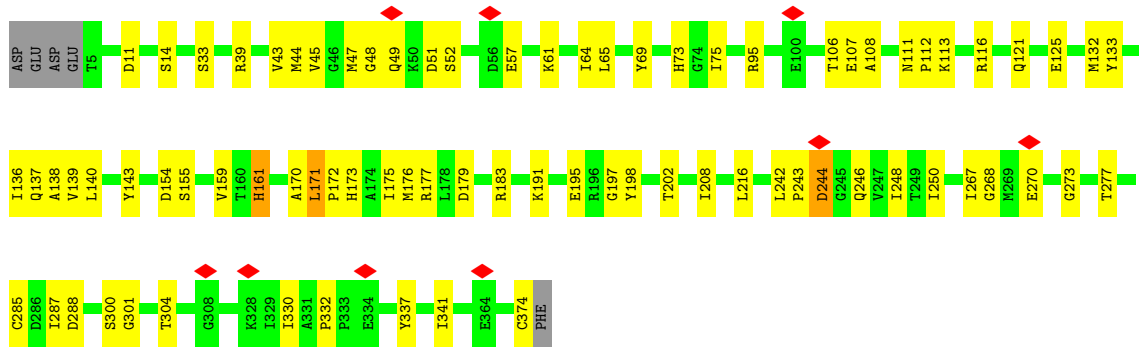 ASP GLU ASP GLU T5 D11 S14 S33 R39 V43 M44 V45 G46 M47 G48 Q49 K50 D51 S52 D56 E57 K61 I64 L65 Y69 H73 G74 I75 R95 E100 T106 E107 A108 N111 P112 K113 R116 Q121 E125 M132 Y133
I136 Q137 A138 V139 L140 Y143 D154 S155 V159 T160 H161 A170 L171 P172 H173 A174 I175 M176 R177 L178 D179 R183 K191 E195 R196 G197 Y198 T202 I208 L216 L242 P243 D244 G245 Q246 V247 I248 T249 I250 I267 G268 M269 E270 G273 T277
C285 D286 I287 D288 S300 G301 T304 G308 K328 I329 I330 A331 P332 P333 E334 Y337 I341 E364 C374 PHE